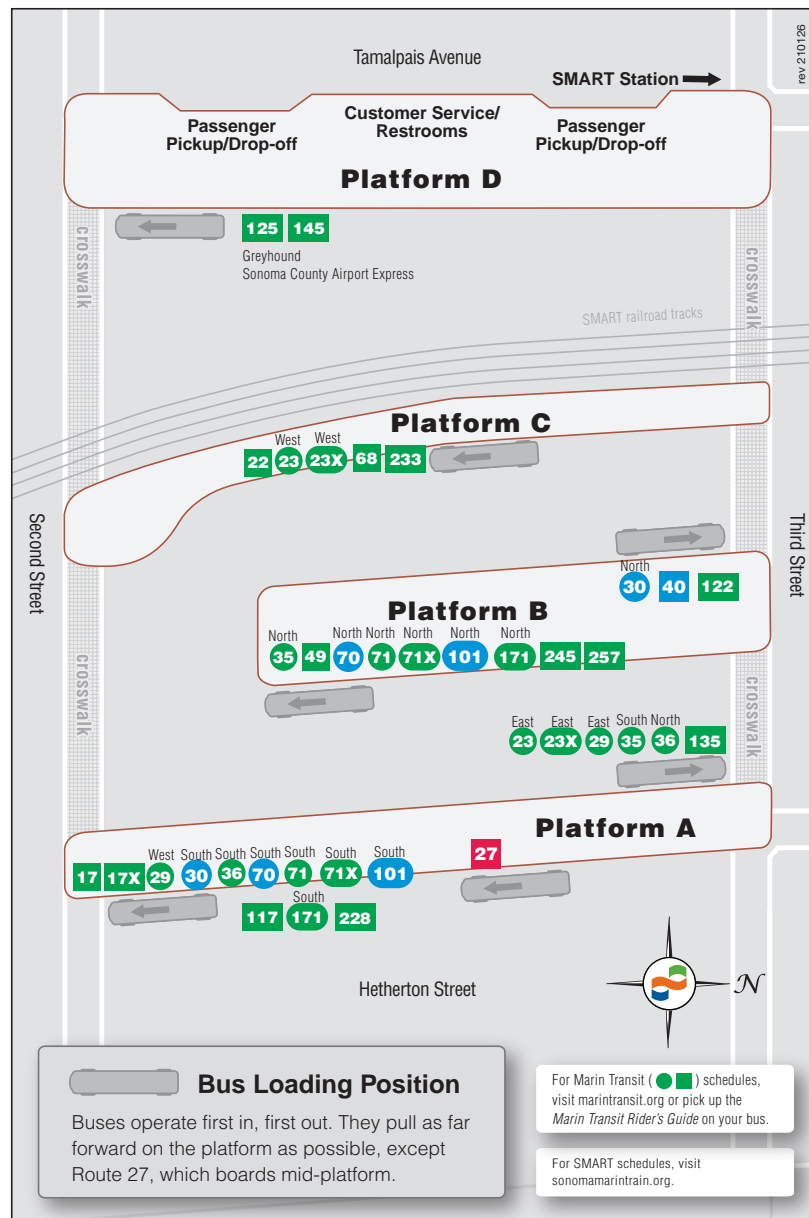 rev 210126
Tamalpais Avenue
SMART Station
Passenger
Pickup/Drop-off
Customer Service/
Restrooms
Passenger
Pickup/Drop-off
Platform D
crosswalk
crosswalk
125 145
Greyhound
Sonoma County Airport Express
SMART railroad tracks
Platform C
West West
22 23 23X 68 233
Second Street
Third Street
North
30 40 122
Platform B
North North North North North North
35 49 70 71 71X 101 171 245 257
crosswalk
crosswalk
East East East South North
23 23X 29 35 36 135
Platform A
27
West South South South South South South
17 17X 29 30 36 70 71 71X 101
South
117 171 228
Hetherton Street
N
Bus Loading Position
Buses operate first in, first out. They pull as far
forward on the platform as possible, except
Route 27, which boards mid-platform.
For Marin Transit ( ) schedules,
visit marintransit.org or pick up the
Marin Transit Rider's Guide on your bus.
For SMART schedules, visit
sonomamarintrain.org.